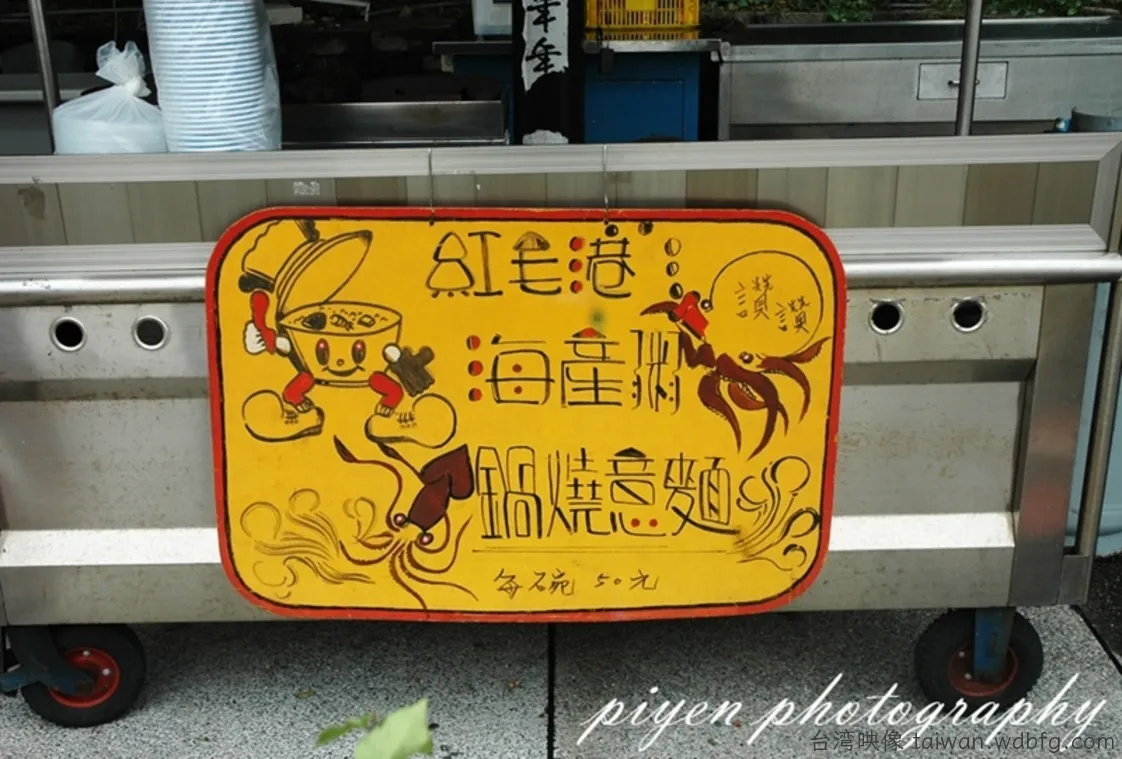 紅毛港
讚 讚
海產粥
鍋燒意麵
每碗 50元
piyen photography
台湾映像 taiwan.wdbfg.com